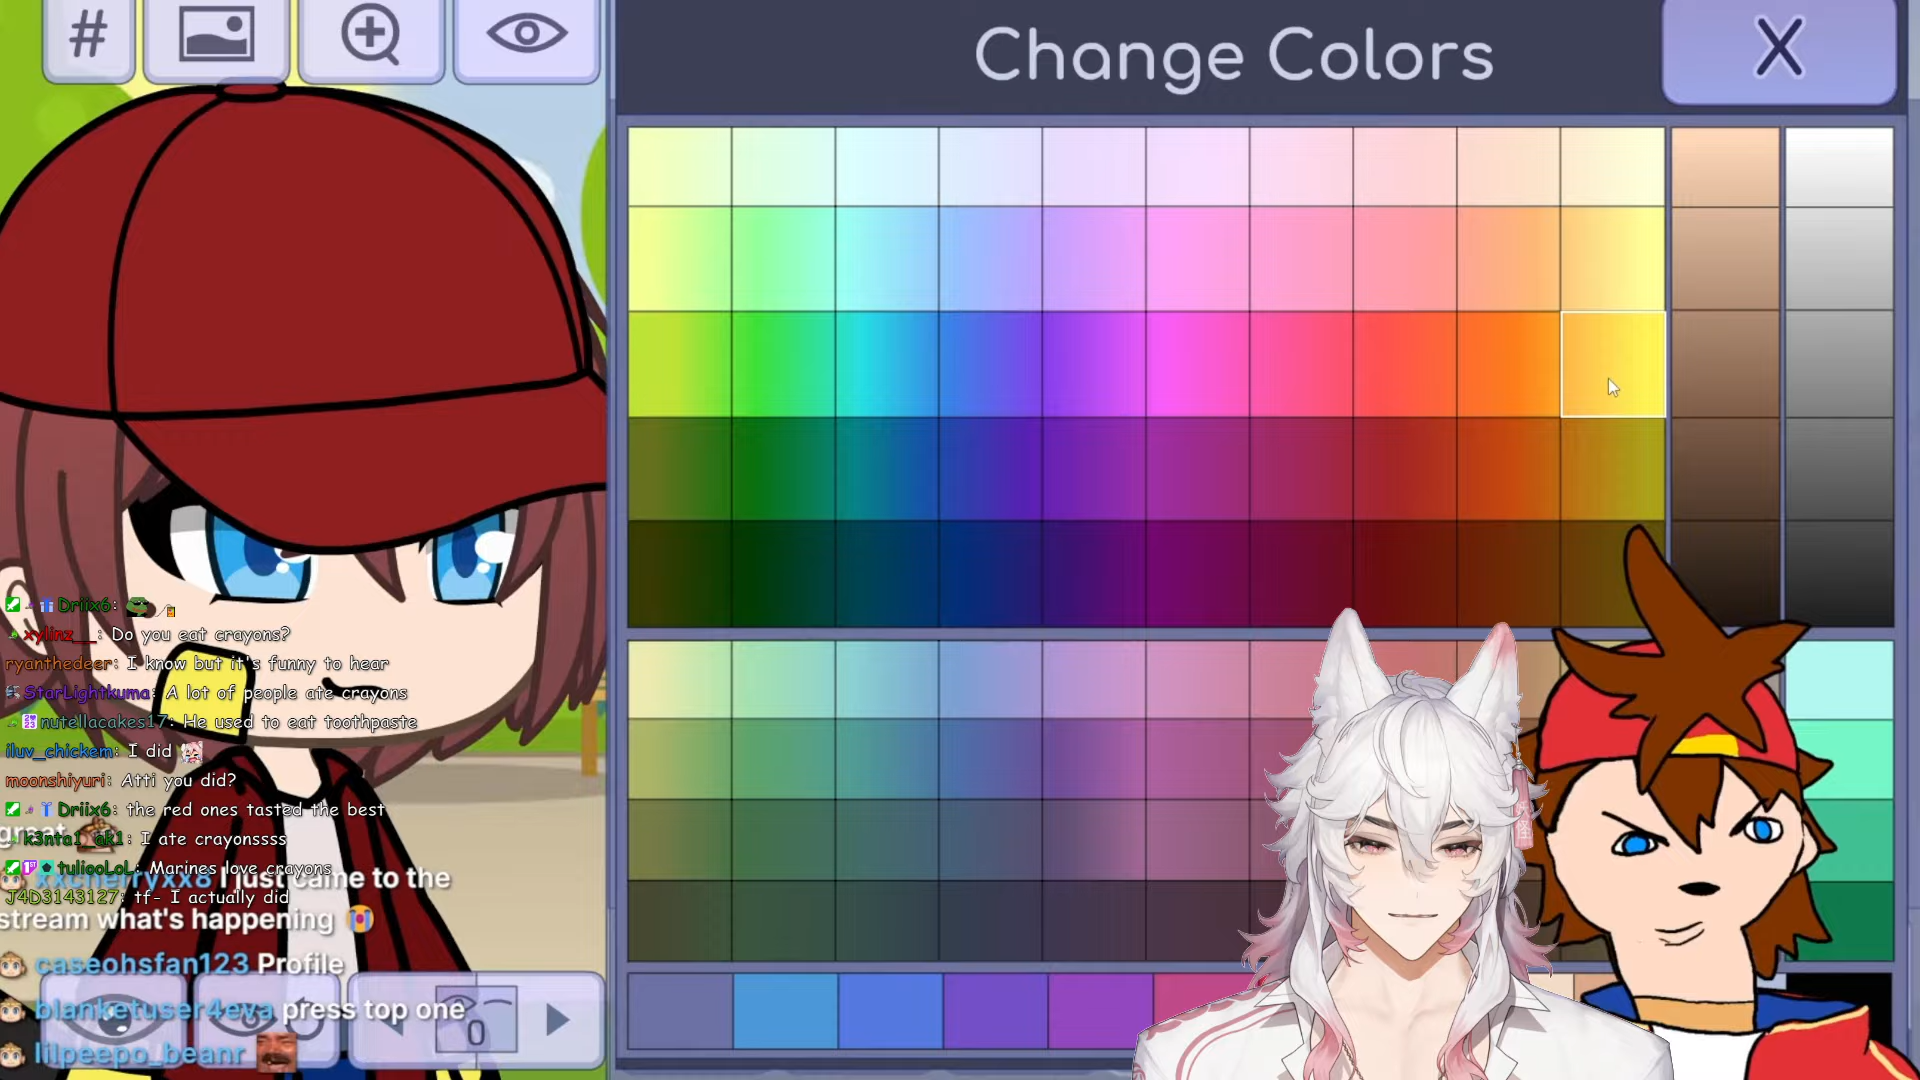 #
Change Colors
X
Driix6:
xylinz__: Do you eat crayons?
ryanthedeer: I know but it's funny to hear
StarLightkuma: A lot of people ate crayons
nutellacakes17: He used to eat toothpaste
iluv_chickem: I did
moonshiyuri: Atti you did?
Driix6: the red ones tasted the best
great
k3nta1_ak1: I ate crayonssss
tuliooLoL: Marines love crayons
xxcherryxx8 I just came to the
J4D3143127: tf- I actually did
stream what's happening
caseohsfan123 Profile
blanketuser4eva press top one
0
lilpeepo_beanr